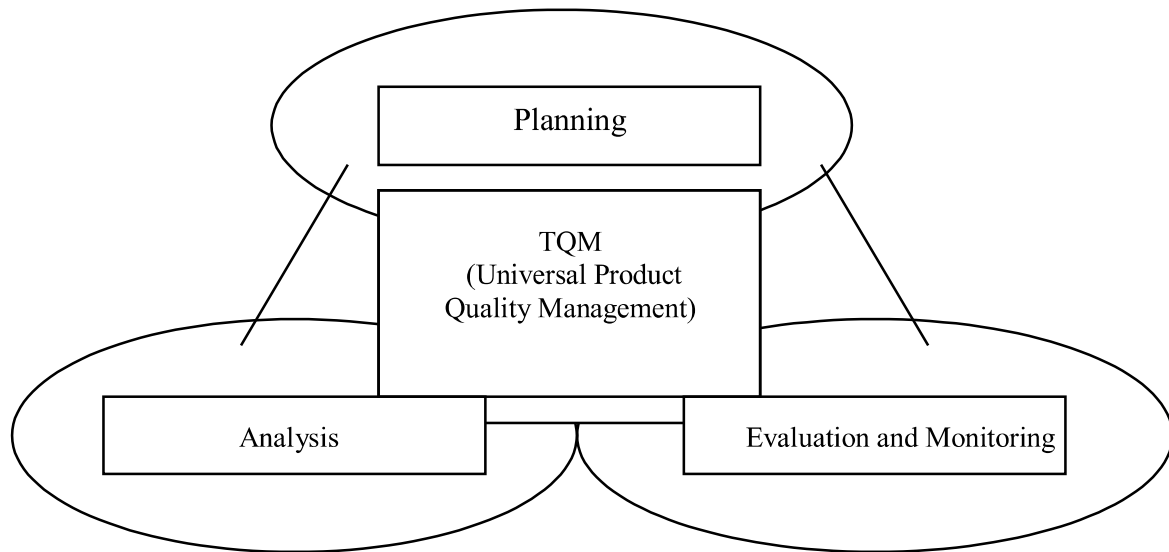 Planning
TQM
(Universal Product
Quality Management)
Analysis
Evaluation and Monitoring